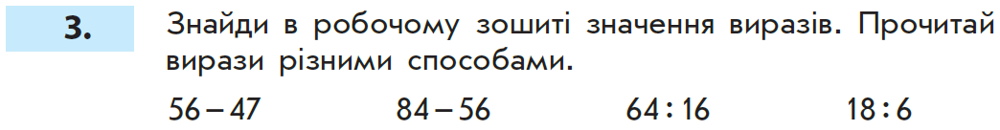 3. Знайди в робочому зошиті значення виразів. Прочитай
вирази різними способами.
56 – 47 84 – 56 64 : 16 18 : 6